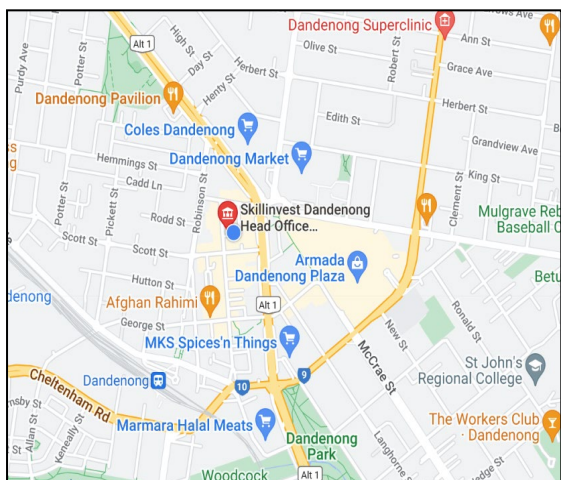 Dandenong Superclinic
Ann St
Alt 1
High St
Olive St
Robert St
Purdy Ave
Potter St
Day St
Grace Ave
Herbert St
Henty St
Dandenong Pavilion
Herbert St
Edith St
Coles Dandenong
Grandview Ave
Hemmings St
Dandenong Market
King St
Cadd Ln
Clement St
Potter St
Pickett St
Robinson St
Skillinvest Dandenong
Head Office...
Rodd St
Mulgrave Reb
Baseball C
Scott St
Scott St
Armada
Dandenong Plaza
Hutton St
Betu
denong
Afghan Rahimi
Alt 1
Ronald St
George St
New St
MKS Spices'n Things
McCrae St
St John's
Regional College
Dandenong
9
10
Cheltenham Rd
The Workers Club
- Dandenong
Marmara Halal Meats
Allan St
Keneally St
Dandenong
Park
Langhorne St
Woodcock
Alt 1